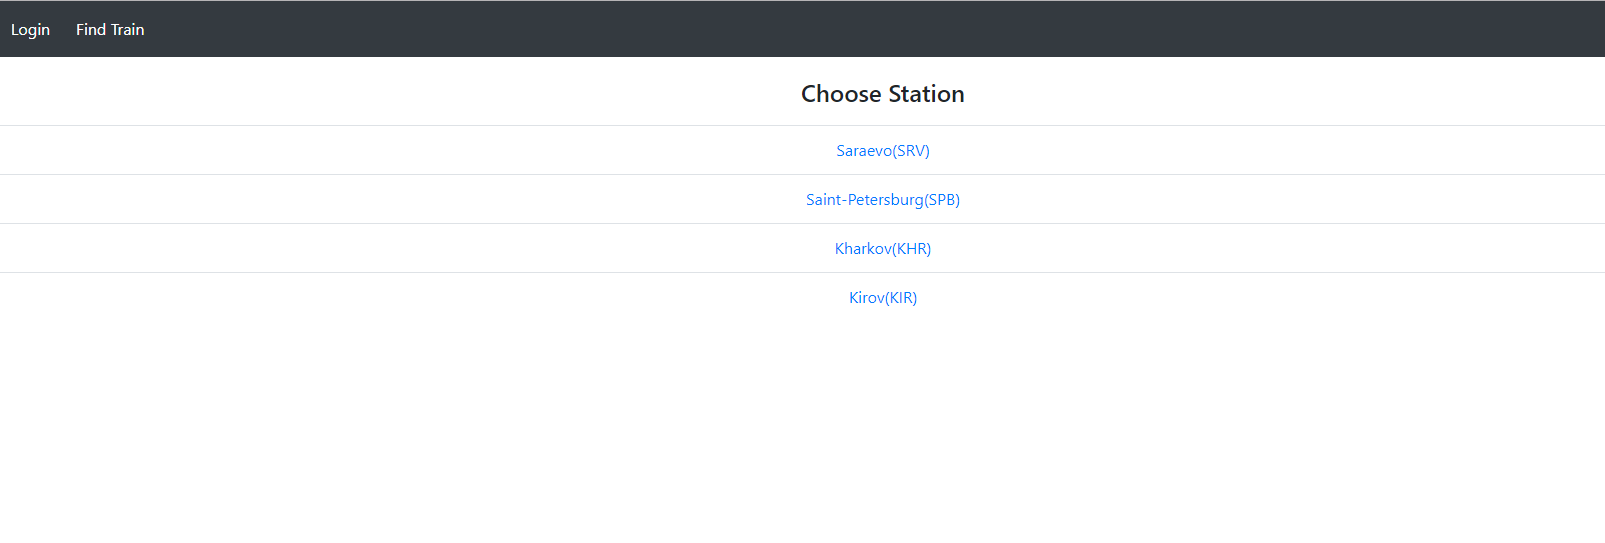 Login Find Train
Choose Station
Saraevo(SRV)
Saint-Petersburg(SPB)
Kharkov(KHR)
Kirov(KIR)